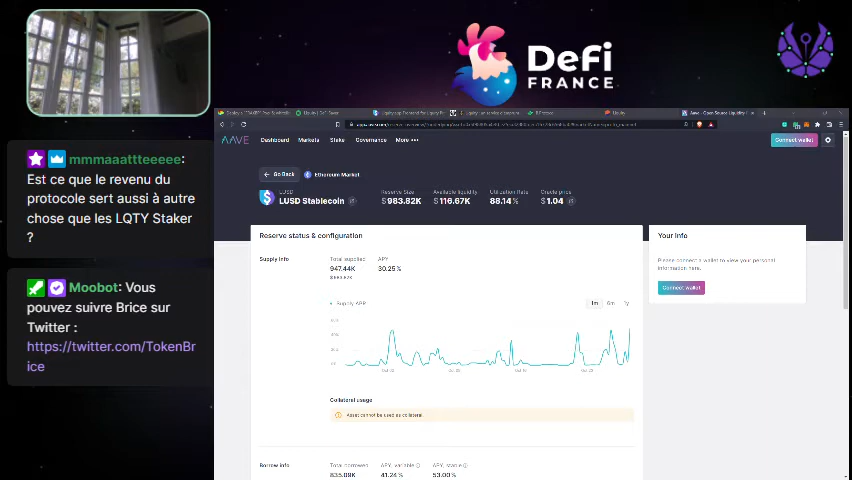 DeFi
FRANCE
mmmaaattteeeee:
Est ce que le revenu du
protocole sert aussi à autre
chose que les LQTY Staker
?
Moobot: Vous
pouvez suivre Brice sur
Twitter :
https://twitter.com/TokenBr
ice
AAVE
Dashboard
Markets
Stake
Governance
More
Connect wallet
Go Back
Ethereum Market
LUSD
LUSD Stablecoin
Reserve Size
$983.82K
Available liquidity
$116.67K
Utilization Rate
88.14%
Oracle price
$1.04
Reserve status & configuration
Supply Info
Total supplied
947.44K
APY
30.25%
Supply APR
1m
6m
1y
Collateral usage
Asset cannot be used as collateral.
Borrow info
Total borrowed
835.09K
APY, variable
41.24%
APY, stable
53.00%
Your info
Please connect a wallet to view your personal
information here.
Connect wallet